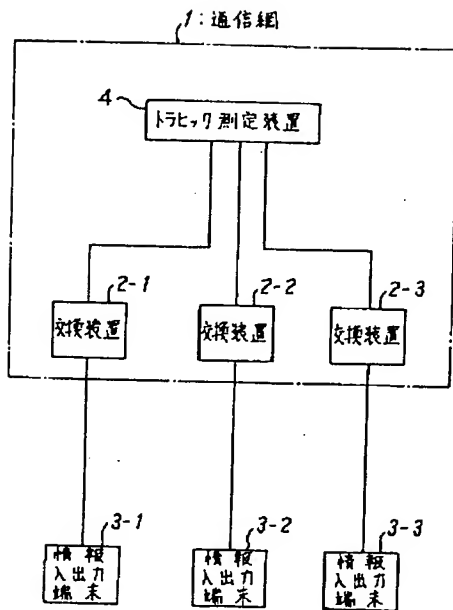 1:通信網
4
トラヒック測定装置
2-1
2-2
2-3
交換装置
交換装置
交換装置
3-1
3-2
3-3
情報
入出力
端末
情報
入出力
端末
情報
入出力
端末